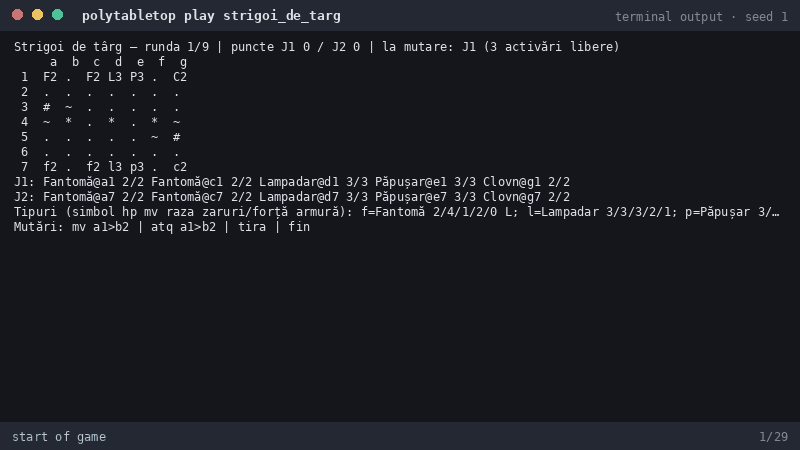 polytabletop play strigoi_de_targ
terminal output · seed 1
Strigoi de târg — runda 1/9 | puncte J1 0 / J2 0 | la mutare: J1 (3 activări libere)
a b c d e f g
1 F2 . F2 L3 P3 . C2
2 . . . . . . .
3 # ~ . . . . .
4 ~ * . * . * ~
5 . . . . . ~ #
6 . . . . . . .
7 f2 . f2 l3 p3 . c2
J1: Fantomă@a1 2/2 Fantomă@c1 2/2 Lampadar@d1 3/3 Păpușar@e1 3/3 Clovn@g1 2/2
J2: Fantomă@a7 2/2 Fantomă@c7 2/2 Lampadar@d7 3/3 Păpușar@e7 3/3 Clovn@g7 2/2
Tipuri (simbol hp mv raza zaruri/forță armură): f=Fantomă 2/4/1/2/0 L; l=Lampadar 3/3/3/2/1; p=Păpușar 3/…
Mutări: mv a1>b2 | atq a1>b2 | tira | fin
start of game
1/29